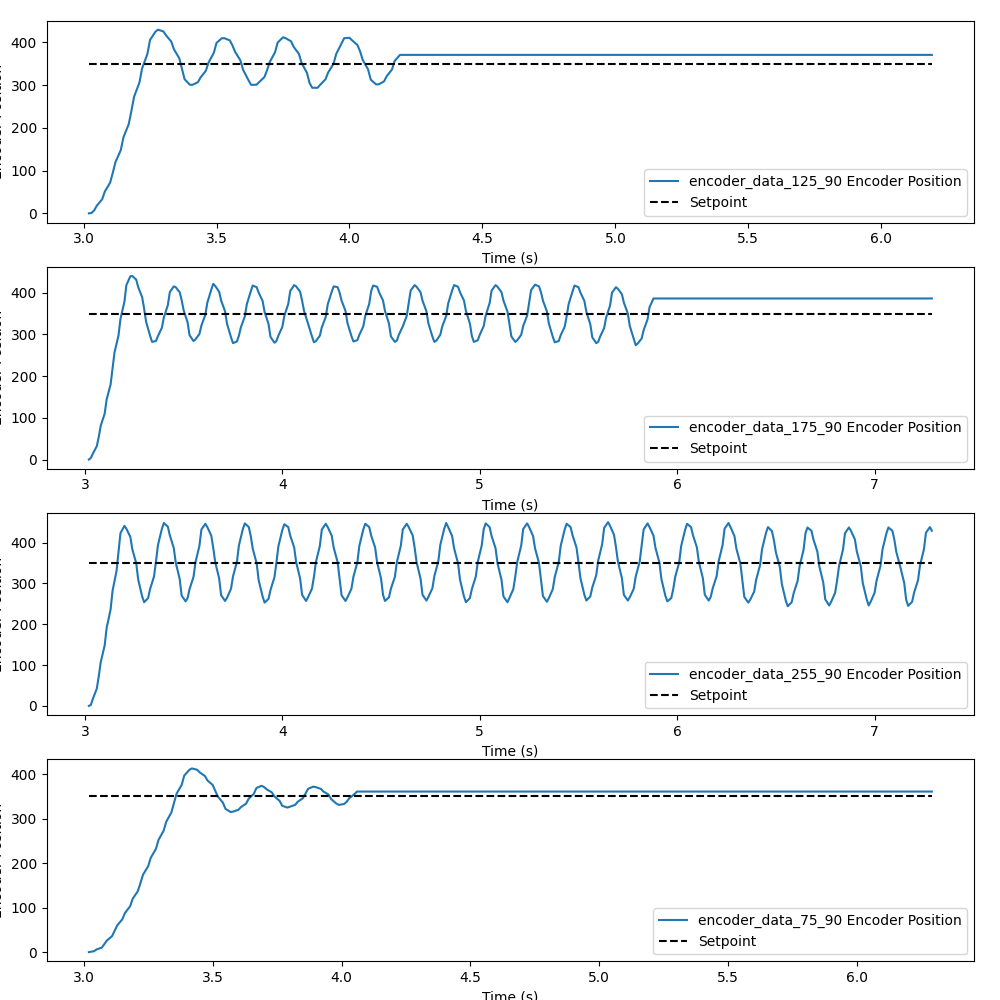 400
300
200
100
0
encoder_data_125_90 Encoder Position
Setpoint
3.0 3.5 4.0 4.5 5.0 5.5 6.0
Time (s)
400
300
200
100
0
encoder_data_175_90 Encoder Position
Setpoint
3 4 5 6 7
Time (s)
400
300
200
100
0
encoder_data_255_90 Encoder Position
Setpoint
3 4 5 6 7
Time (s)
400
300
200
100
0
encoder_data_75_90 Encoder Position
Setpoint
3.0 3.5 4.0 4.5 5.0 5.5 6.0
Time (s)